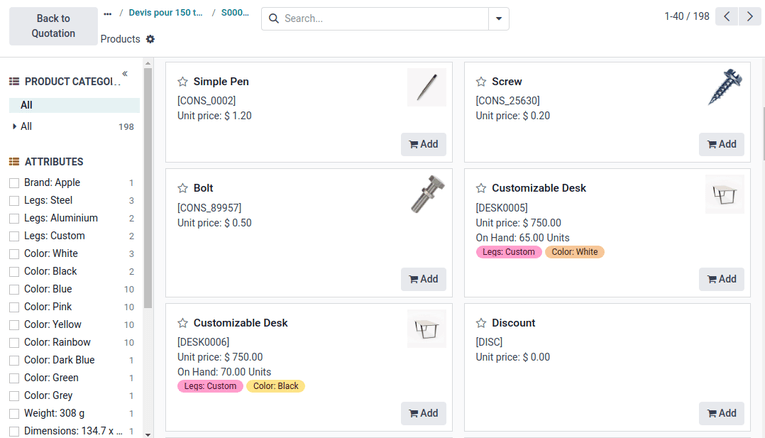 Back to
Quotation
... / Devis pour 150 t... / S000...
Products
Search...
1-40 / 198
PRODUCT CATEGOI...
All
All 198
ATTRIBUTES
Brand: Apple 1
Legs: Steel 3
Legs: Aluminium 2
Legs: Custom 2
Color: White 3
Color: Black 2
Color: Blue 10
Color: Pink 10
Color: Yellow 10
Color: Rainbow 10
Color: Dark Blue 1
Color: Green 1
Color: Grey 1
Weight: 308 g 1
Dimensions: 134.7 x ... 1
Simple Pen
[CONS_0002]
Unit price: $ 1.20
Add
Screw
[CONS_25630]
Unit price: $ 0.20
Add
Bolt
[CONS_89957]
Unit price: $ 0.50
Add
Customizable Desk
[DESK0005]
Unit price: $ 750.00
On Hand: 65.00 Units
Legs: Custom Color: White
Add
Customizable Desk
[DESK0006]
Unit price: $ 750.00
On Hand: 70.00 Units
Legs: Custom Color: Black
Add
Discount
[DISC]
Unit price: $ 0.00
Add